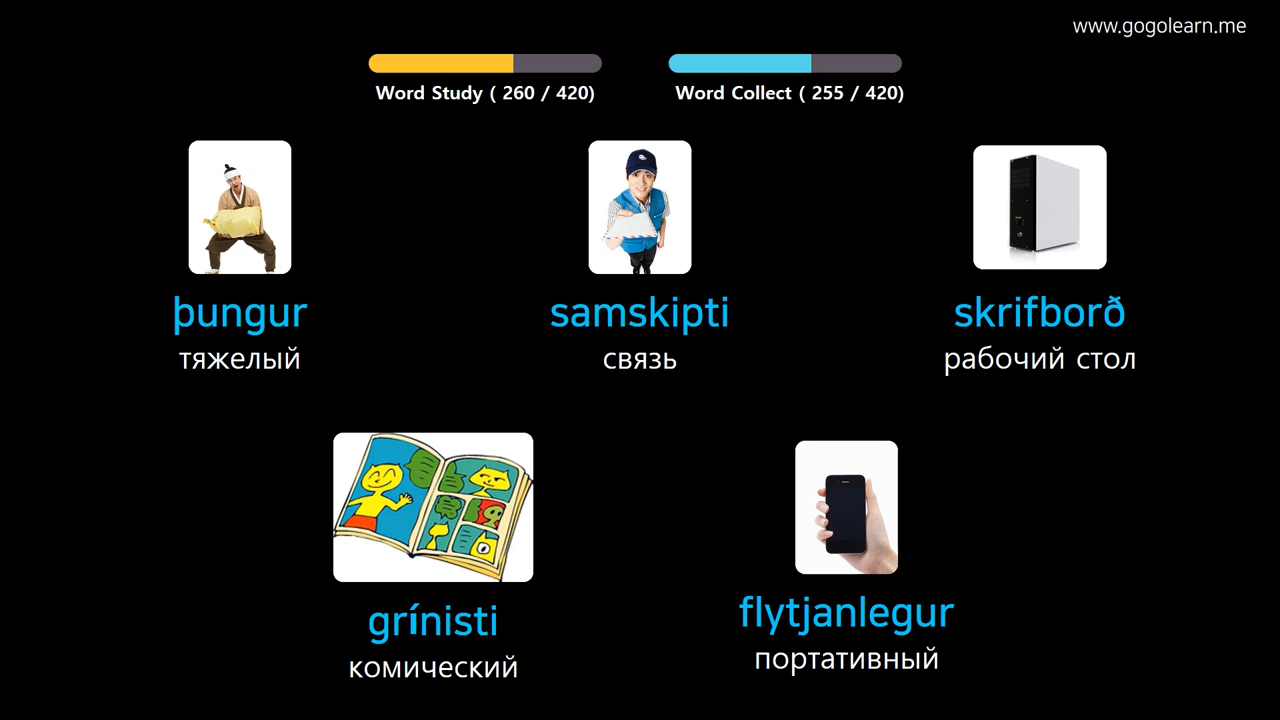 www.gogolearn.me
Word Study ( 260 / 420)
Word Collect ( 255 / 420)
þungur
тяжелый
samskipti
связь
skrifborð
рабочий стол
grínisti
комический
flytjanlegur
портативный